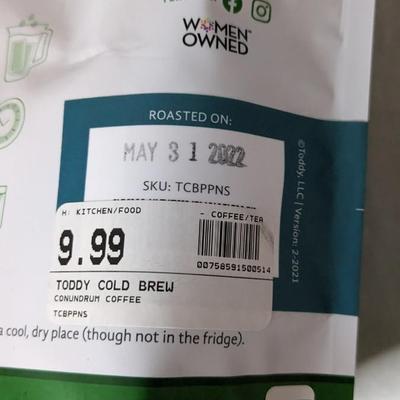 WOMEN
OWNED
ROASTED ON:
MAY 31 2022
SKU: TCBPPNS
©Toddy, LLC | Version: 2-2021
H: KITCHEN/FOOD - COFFEE/TEA
9.99
00758591500514
TODDY COLD BREW
CONUNDRUM COFFEE
TCBPPNS
a cool, dry place (though not in the fridge).